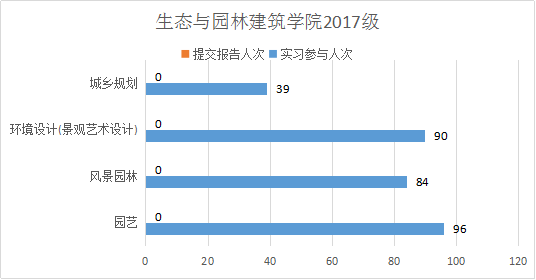 生态与园林建筑学院2017级
提交报告人次 实习参与人次
城乡规划 0 39
环境设计(景观艺术设计) 0 90
风景园林 0 84
园艺 0 96
0 20 40 60 80 100 120